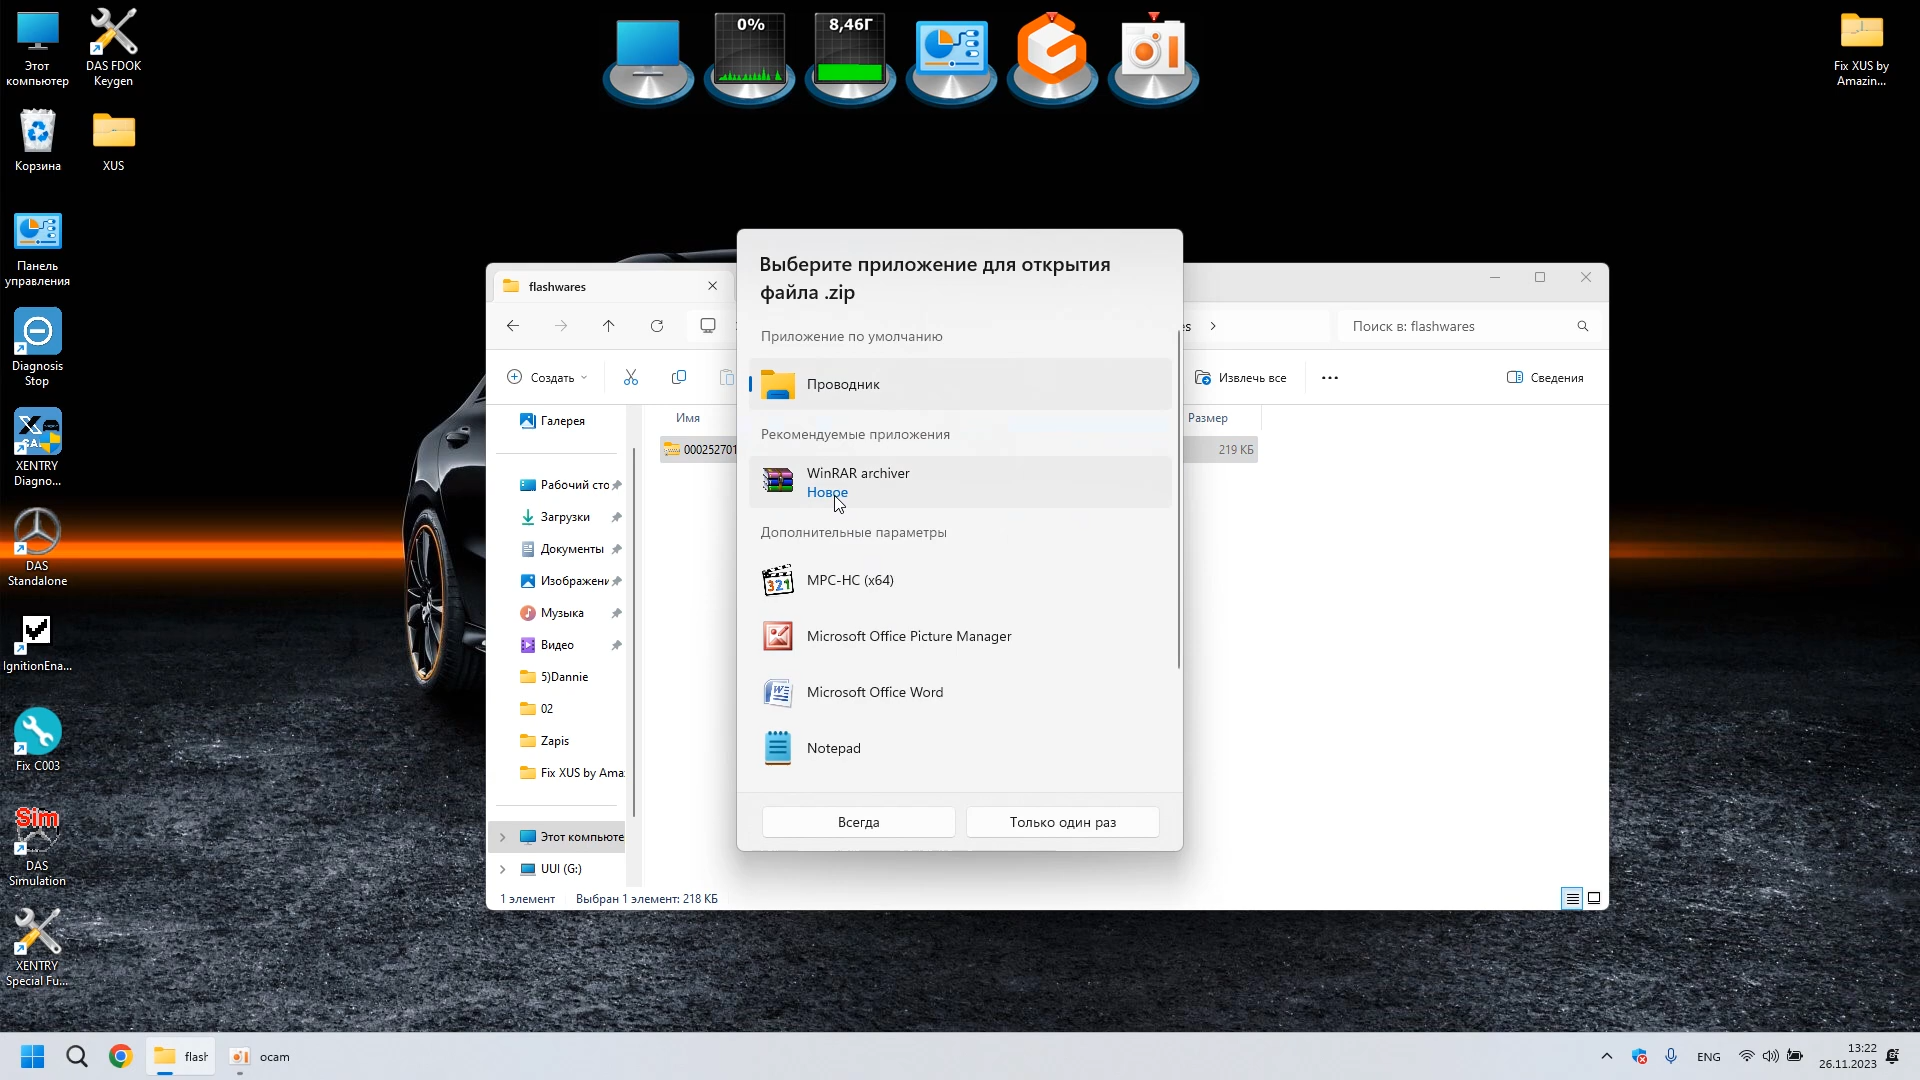 Этот
компьютер
DAS FDOK
Keygen
Корзина
XUS
Панель
управления
Diagnosis
Stop
XENTRY
Diagno...
DAS
Standalone
IgnitionEna...
Fix C003
Sim
DAS
Simulation
XENTRY
Special Fu...
0%
8,46Г
Fix XUS by
Amazin...
flashwares
es
Поиск в: flashwares
Создать
Извлечь все
Сведения
Галерея
Рабочий сто
Загрузки
Документы
Изображени
Музыка
Видео
5)Dannie
02
Zapis
Fix XUS by Ama
Этот компьюте
UUI (G:)
Имя
Размер
000252701
219 КБ
1 элемент
Выбран 1 элемент: 218 КБ
Выберите приложение для открытия
файла .zip
Приложение по умолчанию
Проводник
Рекомендуемые приложения
WinRAR archiver
Новое
Дополнительные параметры
321
MPC-HC (x64)
Microsoft Office Picture Manager
Microsoft Office Word
Notepad
Всегда
Только один раз
flash
ocam
ENG
13:22
26.11.2023